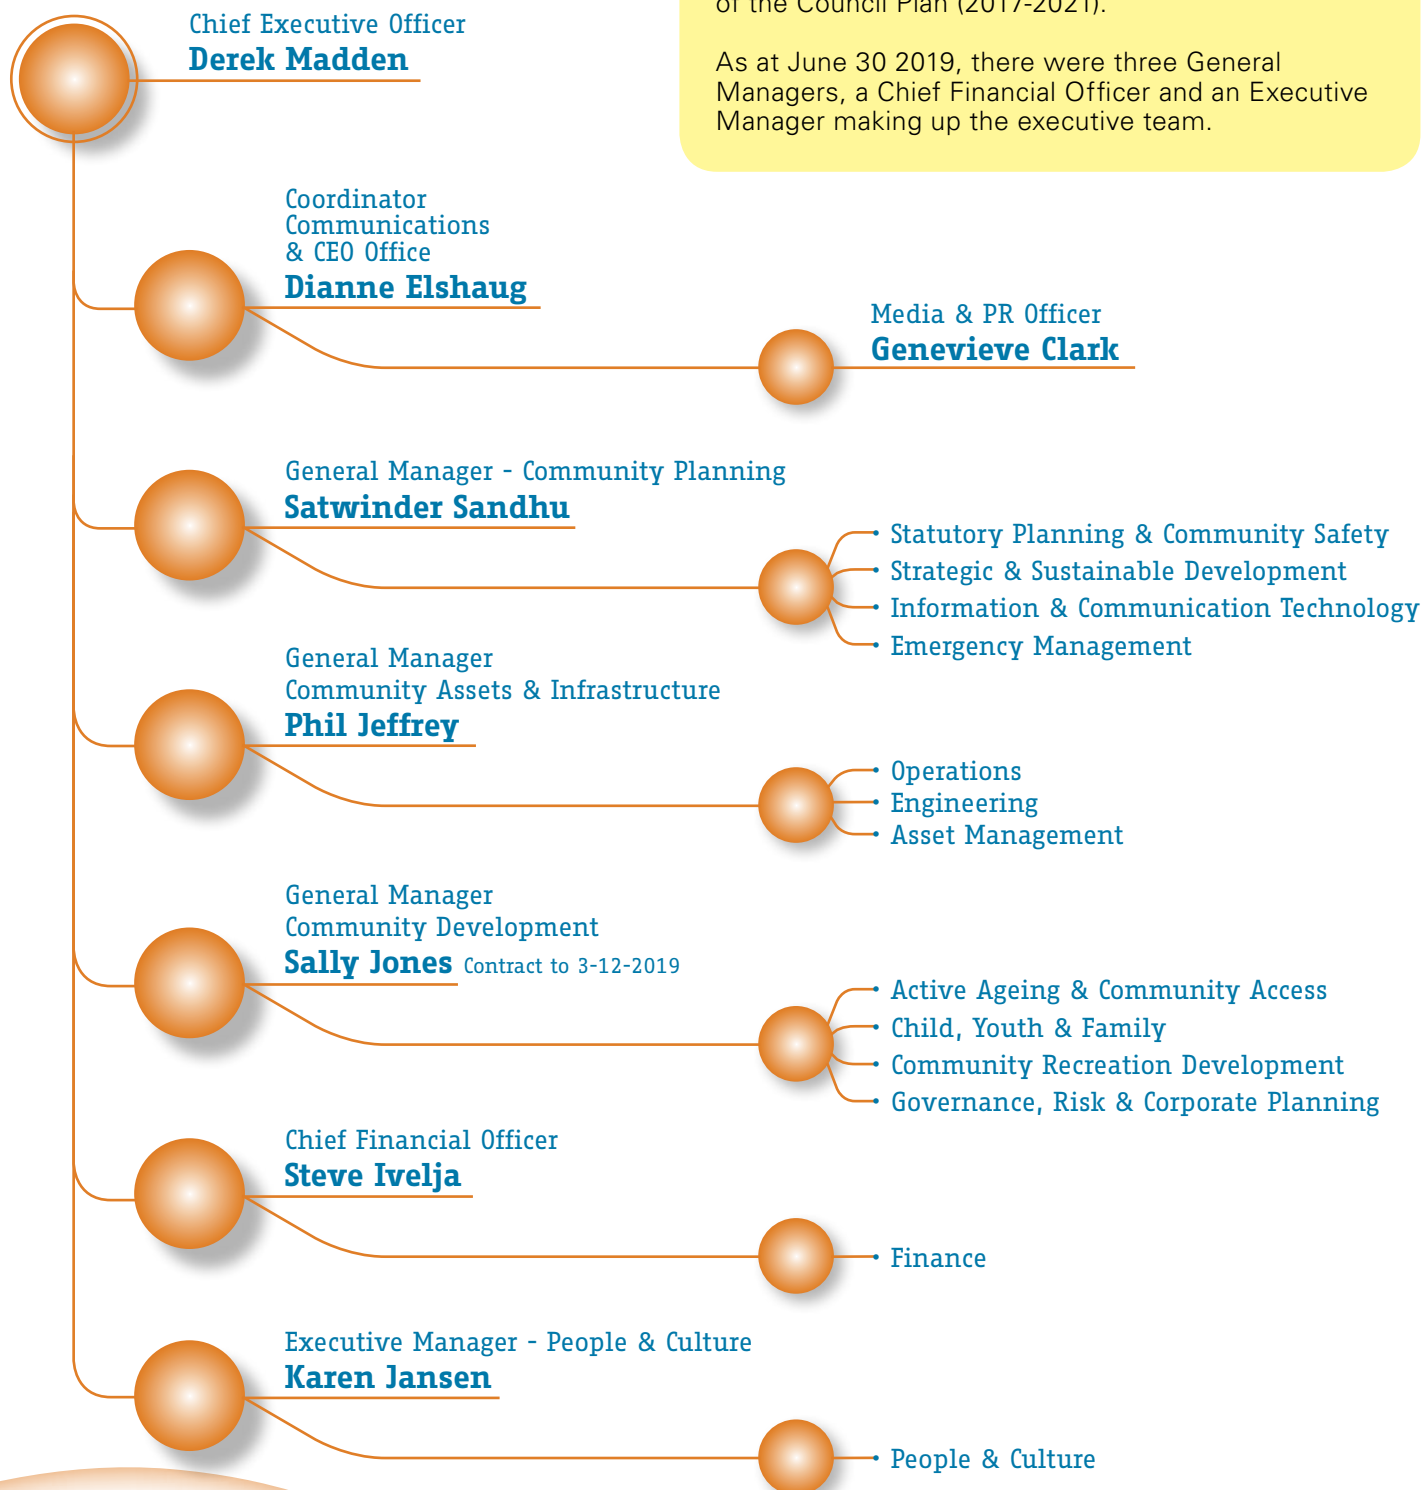 of the Council Plan (2017-2021).
As at June 30 2019, there were three General
Managers, a Chief Financial Officer and an Executive
Manager making up the executive team.
Chief Executive Officer
Derek Madden
Coordinator
Communications
& CEO Office
Dianne Elshaug
Media & PR Officer
Genevieve Clark
General Manager - Community Planning
Satwinder Sandhu
• Statutory Planning & Community Safety
• Strategic & Sustainable Development
• Information & Communication Technology
• Emergency Management
General Manager
Community Assets & Infrastructure
Phil Jeffrey
• Operations
• Engineering
• Asset Management
General Manager
Community Development
Sally Jones Contract to 3-12-2019
• Active Ageing & Community Access
• Child, Youth & Family
• Community Recreation Development
• Governance, Risk & Corporate Planning
Chief Financial Officer
Steve Ivelja
• Finance
Executive Manager - People & Culture
Karen Jansen
• People & Culture